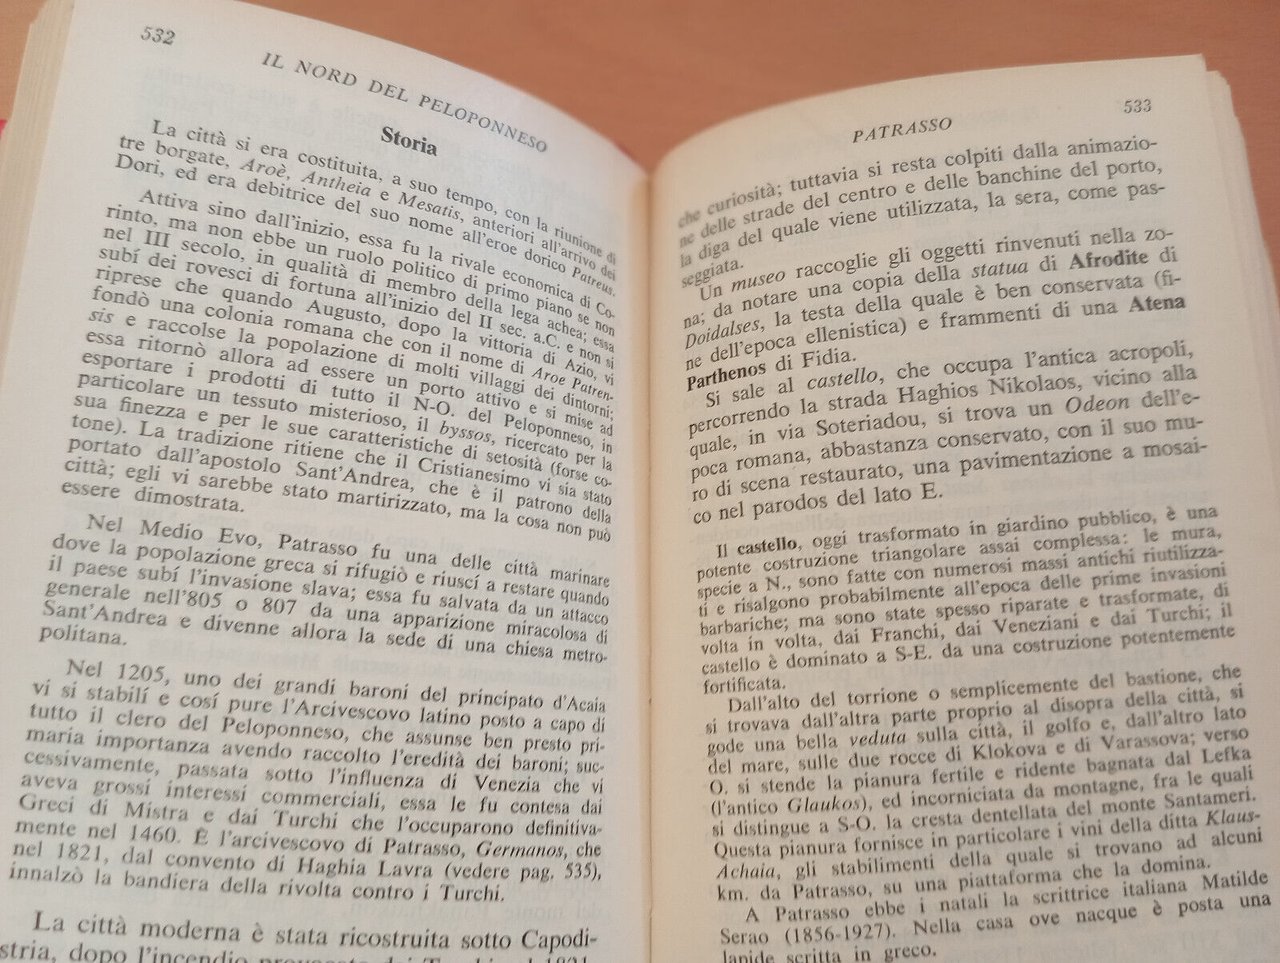 532
IL NORD DEL PELOPONNESO
Storia
La città si era costituita, a suo tempo, con la riunione di
tre borgate, Aroè, Antheia e Mesatis, anteriori all'arrivo dei
Dori, ed era debitrice del suo nome all'eroe dorico Patreus.
Attiva sino dall'inizio, essa fu la rivale economica di Co-
rinto, ma non ebbe un ruolo politico di primo piano se non
nel III secolo, in qualità di membro della lega achea; essa
subí dei rovesci di fortuna all'inizio del II sec. a.C. e non si
riprese che quando Augusto, dopo la vittoria di Azio, vi
fondò una colonia romana che con il nome di Aroe Patren-
sis e raccolse la popolazione di molti villaggi dei dintorni;
essa ritornò allora ad essere un porto attivo e si mise ad
esportare i prodotti di tutto il N-O. del Peloponneso, in
particolare un tessuto misterioso, il byssos, ricercato per la
sua finezza e per le sue caratteristiche di setosità (forse co-
tone). La tradizione ritiene che il Cristianesimo vi sia stato
portato dall'apostolo Sant'Andrea, che è il patrono della
città; egli vi sarebbe stato martirizzato, ma la cosa non può
essere dimostrata.
Nel Medio Evo, Patrasso fu una delle città marinare
dove la popolazione greca si rifugiò e riuscí a restare quando
il paese subí l'invasione slava; essa fu salvata da un attacco
generale nell'805 o 807 da una apparizione miracolosa di
Sant'Andrea e divenne allora la sede di una chiesa metro-
politana.
Nel 1205, uno dei grandi baroni del principato d'Acaia
vi si stabilí e cosí pure l'Arcivescovo latino posto a capo di
tutto il clero del Peloponneso, che assunse ben presto pri-
maria importanza avendo raccolto l'eredità dei baroni; suc-
cessivamente, passata sotto l'influenza di Venezia che vi
aveva grossi interessi commerciali, essa le fu contesa dai
Greci di Mistra e dai Turchi che l'occuparono definitiva-
mente nel 1460. È l'arcivescovo di Patrasso, Germanos, che
nel 1821, dal convento di Haghia Lavra (vedere pag. 535),
innalzò la bandiera della rivolta contro i Turchi.
La città moderna è stata ricostruita sotto Capodi-
stria, dopo l'incendio provocato dai Turchi nel 1821.
PATRASSO
533
che curiosità; tuttavia si resta colpiti dalla animazio-
ne delle strade del centro e delle banchine del porto,
la diga del quale viene utilizzata, la sera, come pas-
seggiata.
Un museo raccoglie gli oggetti rinvenuti nella zo-
na; da notare una copia della statua di Afrodite di
Doidalses, la testa della quale è ben conservata (fi-
ne dell'epoca ellenistica) e frammenti di una Atena
Parthenos di Fidia.
Si sale al castello, che occupa l'antica acropoli,
percorrendo la strada Haghios Nikolaos, vicino alla
quale, in via Soteriadou, si trova un Odeon dell'e-
poca romana, abbastanza conservato, con il suo mu-
ro di scena restaurato, una pavimentazione a mosai-
co nel parodos del lato E.
Il castello, oggi trasformato in giardino pubblico, è una
potente costruzione triangolare assai complessa: le mura,
specie a N., sono fatte con numerosi massi antichi riutilizza-
ti e risalgono probabilmente all'epoca delle prime invasioni
barbariche; ma sono state spesso riparate e trasformate, di
volta in volta, dai Franchi, dai Veneziani e dai Turchi; il
castello è dominato a S-E. da una costruzione potentemente
fortificata.
Dall'alto del torrione o semplicemente del bastione, che
si trovava dall'altra parte proprio al disopra della città, si
gode una bella veduta sulla città, il golfo e, dall'altro lato
del mare, sulle due rocce di Klokova e di Varassova; verso
O. si stende la pianura fertile e ridente bagnata dal Lefka
(l'antico Glaukos), ed incorniciata da montagne, fra le quali
si distingue a S-O. la cresta dentellata del monte Santameri.
Questa pianura fornisce in particolare i vini della ditta Klaus-
Achaia, gli stabilimenti della quale si trovano ad alcuni
km. da Patrasso, su una piattaforma che la domina.
A Patrasso ebbe i natali la scrittrice italiana Matilde
Serao (1856-1927). Nella casa ove nacque è posta una
lapide scritta in greco.